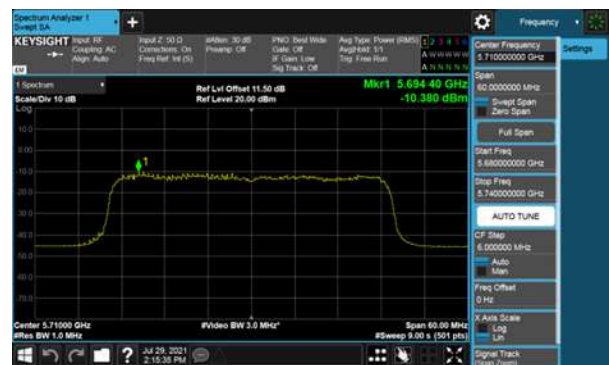 Spectrum Analyzer 1
Swept SA
+
Frequency
KEYSIGHT
Input: RF
Coupling: AC
Align: Auto
Input Z: 50 Ω
Corrections: On
Freq Ref: Int (S)
#Atten: 30 dB
Preamp: Off
PNO: Best Wide
Gate: Off
IF Gain: Low
Sig Track: Off
Avg Type: Power (RMS)
Avg|Hold: 1/1
Trig: Free Run
1 2 3 4 5 6
A W W W W W
A N N N N N
LXI
Center Frequency
5.710000000 GHz
Settings
Span
60.0000000 MHz
Swept Span
Zero Span
Full Span
Start Freq
5.680000000 GHz
Stop Freq
5.740000000 GHz
AUTO TUNE
CF Step
6.000000 MHz
Auto
Man
Freq Offset
0 Hz
X Axis Scale
Log
Lin
Signal Track
(Span Zoom)
1 Spectrum
Scale/Div 10 dB
Log
Ref Lvl Offset 11.50 dB
Ref Level 20.00 dBm
Mkr1 5.694 40 GHz
-10.380 dBm
10.0
0.00
-10.0
-20.0
-30.0
-40.0
-50.0
-60.0
-70.0
1
Center 5.71000 GHz
#Res BW 1.0 MHz
#Video BW 3.0 MHz*
Span 60.00 MHz
#Sweep 9.00 s (501 pts)
?
Jul 29, 2021
2:15:35 PM